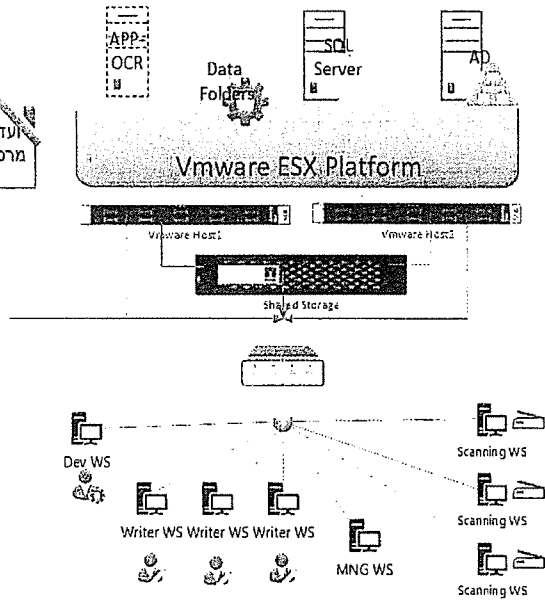 APP-
OCR
Data
Folders
SQL
Server
AD
Vmware ESX Platform
Vmware Host1
Vmware Host2
Shared Storage
Dev WS
Writer WS Writer WS Writer WS
MNG WS
Scanning WS
Scanning WS
Scanning WS